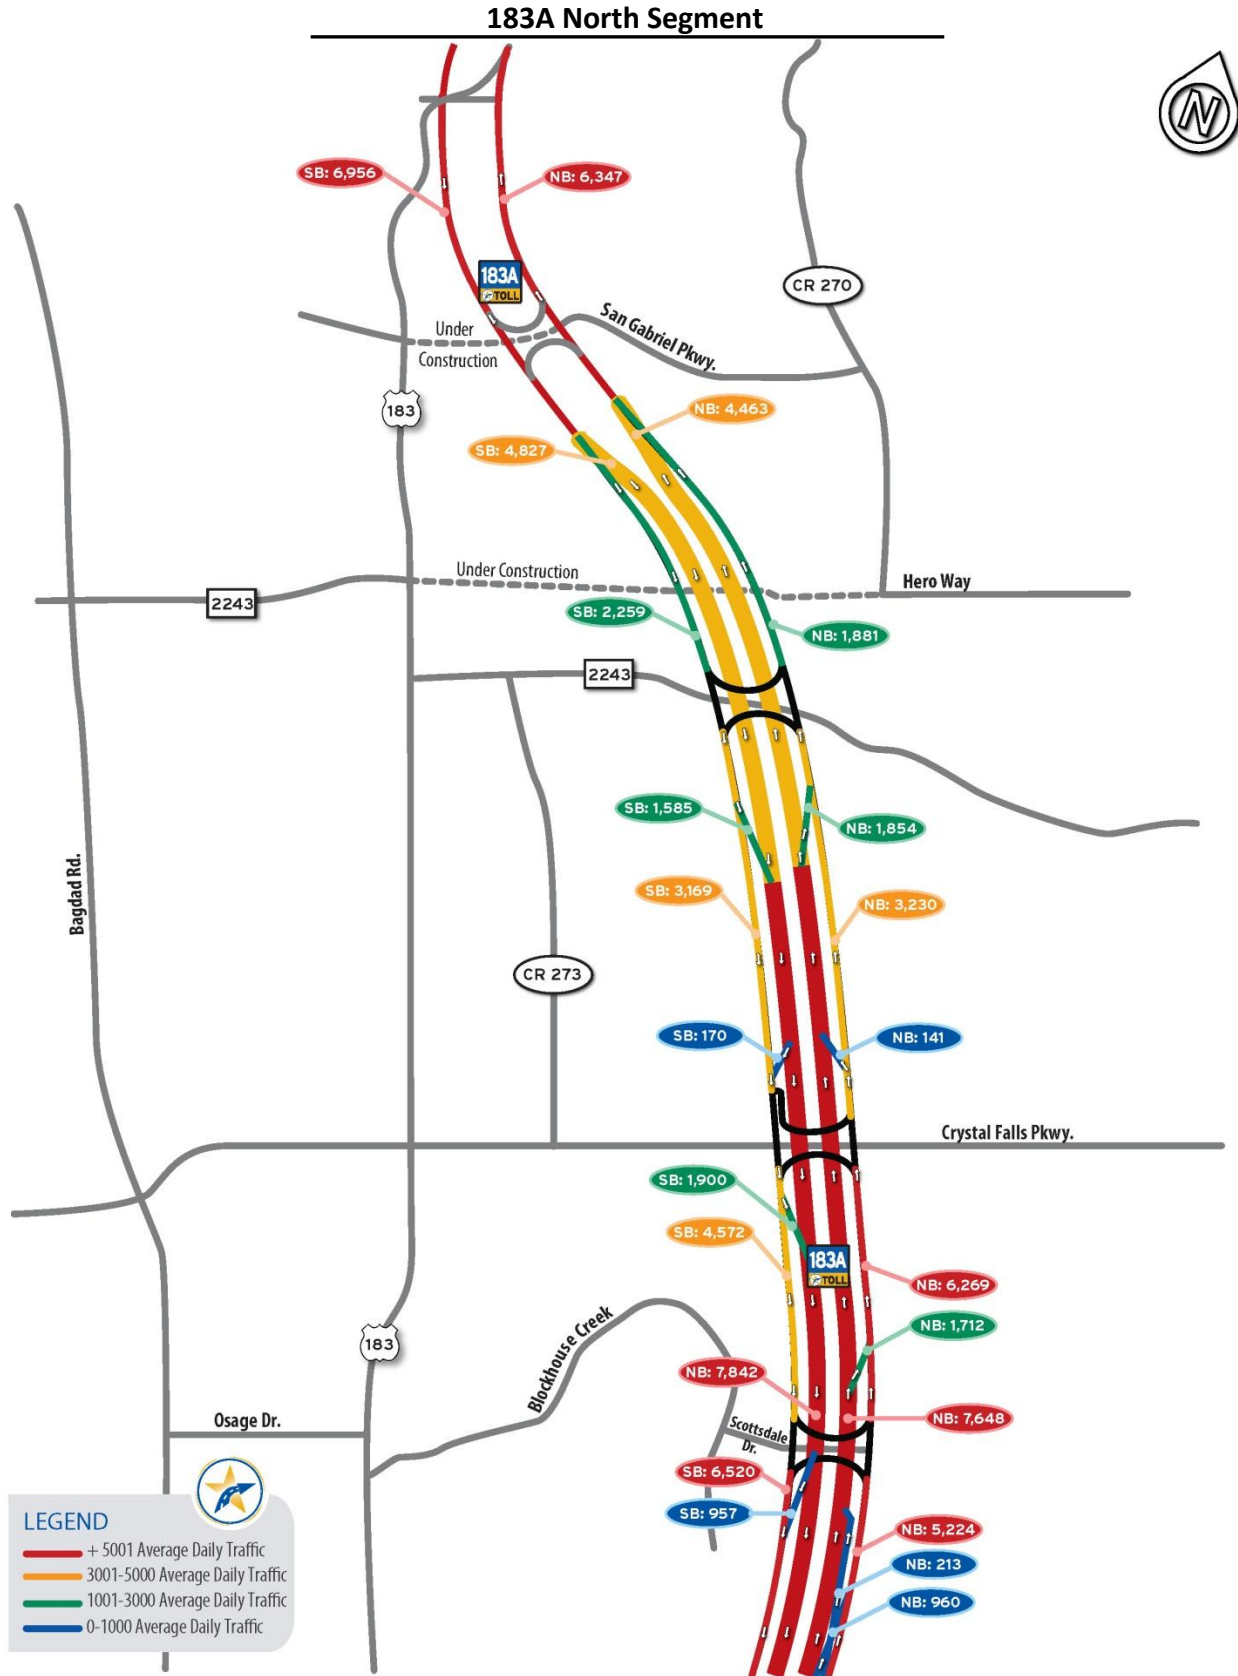 183A North Segment
N
SB: 6,956
NB: 6,347
183A
TOLL
CR 270
San Gabriel Pkwy.
Under
Construction
183
NB: 4,463
SB: 4,827
Under Construction
Hero Way
2243
SB: 2,259
NB: 1,881
2243
SB: 1,585
NB: 1,854
Bagdad Rd.
SB: 3,169
NB: 3,230
CR 273
SB: 170
NB: 141
Crystal Falls Pkwy.
SB: 1,900
SB: 4,572
183A
TOLL
NB: 6,269
NB: 1,712
183
Blockhouse Creek
NB: 7,842
NB: 7,648
Osage Dr.
Scottsdale
Dr.
SB: 6,520
SB: 957
NB: 5,224
NB: 213
NB: 960
LEGEND
+ 5001 Average Daily Traffic
3001-5000 Average Daily Traffic
1001-3000 Average Daily Traffic
0-1000 Average Daily Traffic